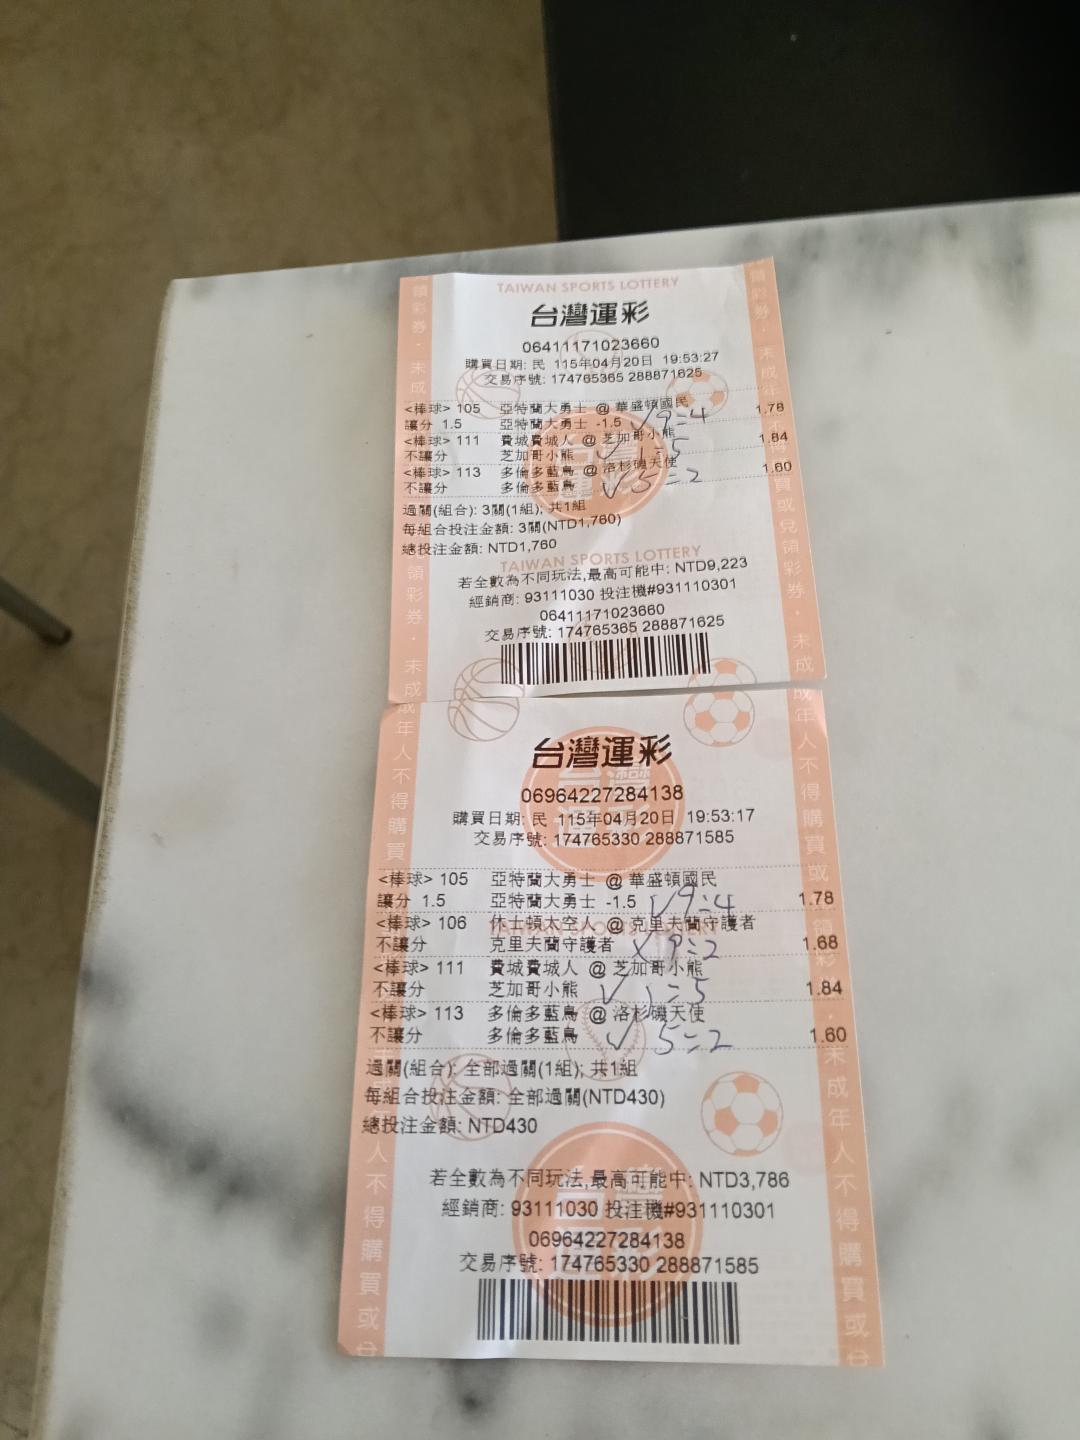 TAIWAN SPORTS LOTTERY
台灣運彩
06411171023660
購買日期: 民 115年04月20日 19:53:27
交易序號: 174765365 288871625
<棒球> 105 亞特蘭大勇士 @ 華盛頓國民
讓分 1.5 亞特蘭大勇士 -1.5 ✓9:4 1.78
<棒球> 111 費城費城人 @ 芝加哥小熊
不讓分 芝加哥小熊 ✓ 1:5 1.84
<棒球> 113 多倫多藍鳥 @ 洛杉磯天使
不讓分 多倫多藍鳥 ✓5:2 1.60
過關(組合): 3關(1組); 共1組
每組合投注金額: 3關(NTD1,760)
總投注金額: NTD1,760
TAIWAN SPORTS LOTTERY
若全數為不同玩法,最高可能中: NTD9,223
經銷商: 93111030 投注機#931110301
06411171023660
交易序號: 174765365 288871625
台灣運彩
06964227284138
購買日期: 民 115年04月20日 19:53:17
交易序號: 174765330 288871585
<棒球> 105 亞特蘭大勇士 @ 華盛頓國民
讓分 1.5 亞特蘭大勇士 -1.5 ✓9:4 1.78
<棒球> 106 休士頓太空人 @ 克里夫蘭守護者
不讓分 克里夫蘭守護者 ✗9:2 1.68
<棒球> 111 費城費城人 @ 芝加哥小熊
不讓分 芝加哥小熊 ✓ 1:5 1.84
<棒球> 113 多倫多藍鳥 @ 洛杉磯天使
不讓分 多倫多藍鳥 ✓ 5:2 1.60
過關(組合): 全部過關(1組); 共1組
每組合投注金額: 全部過關(NTD430)
總投注金額: NTD430
若全數為不同玩法,最高可能中: NTD3,786
經銷商: 93111030 投注機#931110301
06964227284138
交易序號: 174765330 288871585